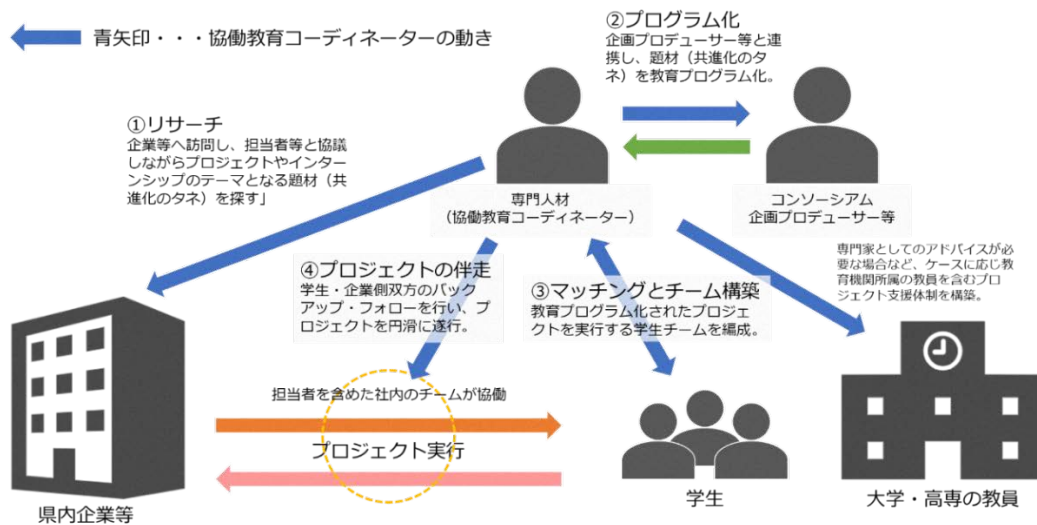 青矢印・・・協働教育コーディネーターの動き
②プログラム化
企画プロデューサー等と連
携し、題材（共進化のタ
ネ）を教育プログラム化。
①リサーチ
企業等へ訪問し、担当者等と協議
しながらプロジェクトやインター
ンシップのテーマとなる題材（共
進化のタネ）を探す」
専門人材
（協働教育コーディネーター）
コンソーシアム
企画プロデューサー等
専門家としてのアドバイスが必
要な場合など、ケースに応じ教
育機関所属の教員を含むプロ
ジェクト支援体制を構築。
④プロジェクトの伴走
学生・企業側双方のバック
アップ・フォローを行い、プ
ロジェクトを円滑に遂行。
③マッチングとチーム構築
教育プログラム化されたプロジェ
クトを実行する学生チームを編成。
担当者を含めた社内のチームが協働
プロジェクト実行
県内企業等
学生
大学・高専の教員